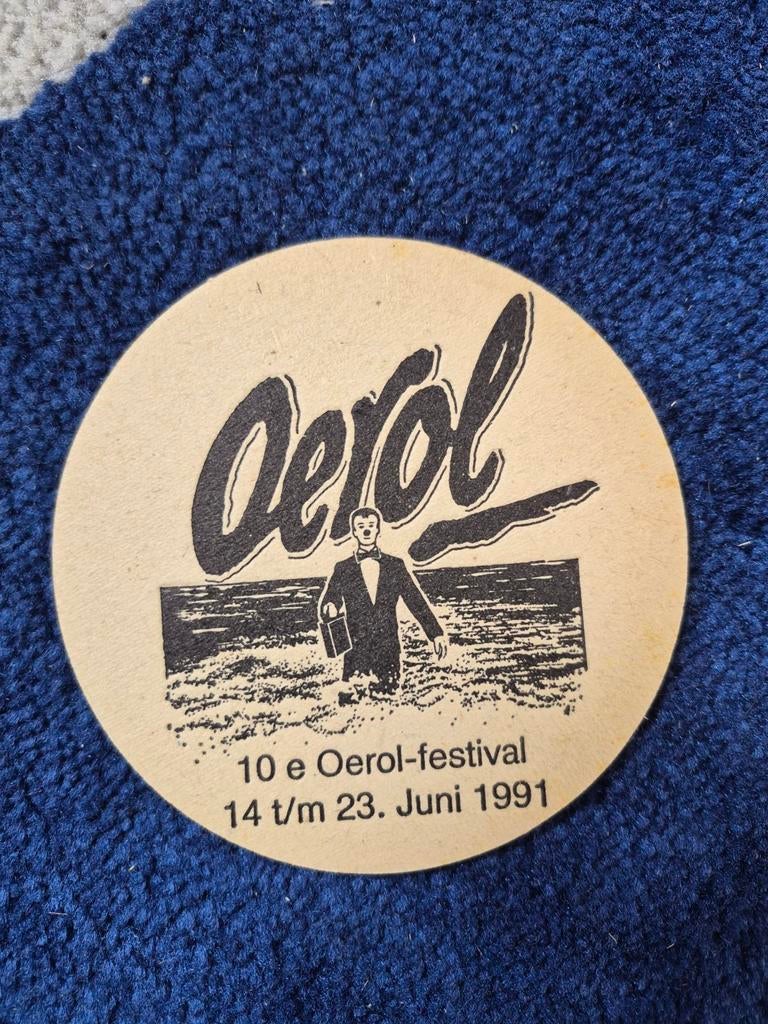 Oerol
10 e Oerol-festival
14 t/m 23. Juni 1991